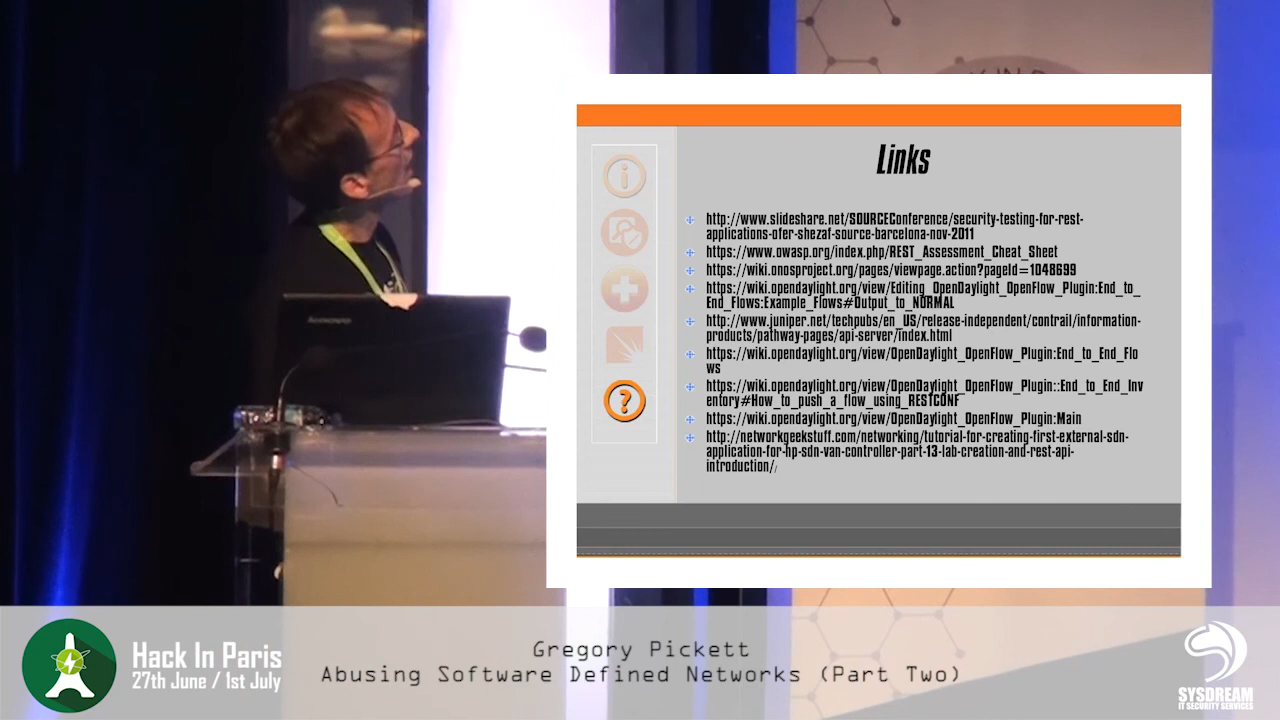 Links
http://www.slideshare.net/SOURCEConference/security-testing-for-rest-
applications-ofer-shezaf-source-barcelona-nov-2011
https://www.owasp.org/index.php/REST_Assessment_Cheat_Sheet
https://wiki.onosproject.org/pages/viewpage.action?pageId=1048699
https://wiki.opendaylight.org/view/Editing_OpenDaylight_OpenFlow_Plugin:End_to_
End_Flows:Example_Flows#Output_to_NORMAL
http://www.juniper.net/techpubs/en_US/release-independent/contrail/information-
products/pathway-pages/api-server/index.html
https://wiki.opendaylight.org/view/OpenDaylight_OpenFlow_Plugin:End_to_End_Flo
ws
https://wiki.opendaylight.org/view/OpenDaylight_OpenFlow_Plugin::End_to_End_Inv
entory#How_to_push_a_flow_using_RESTCONF
https://wiki.opendaylight.org/view/OpenDaylight_OpenFlow_Plugin:Main
http://networkgeekstuff.com/networking/tutorial-for-creating-first-external-sdn-
application-for-hp-sdn-van-controller-part-13-lab-creation-and-rest-api-
introduction//
lenovo
Hack In Paris
27th June / 1st July
Gregory Pickett
Abusing Software Defined Networks (Part Two)
SYSDREAM
IT SECURITY SERVICES